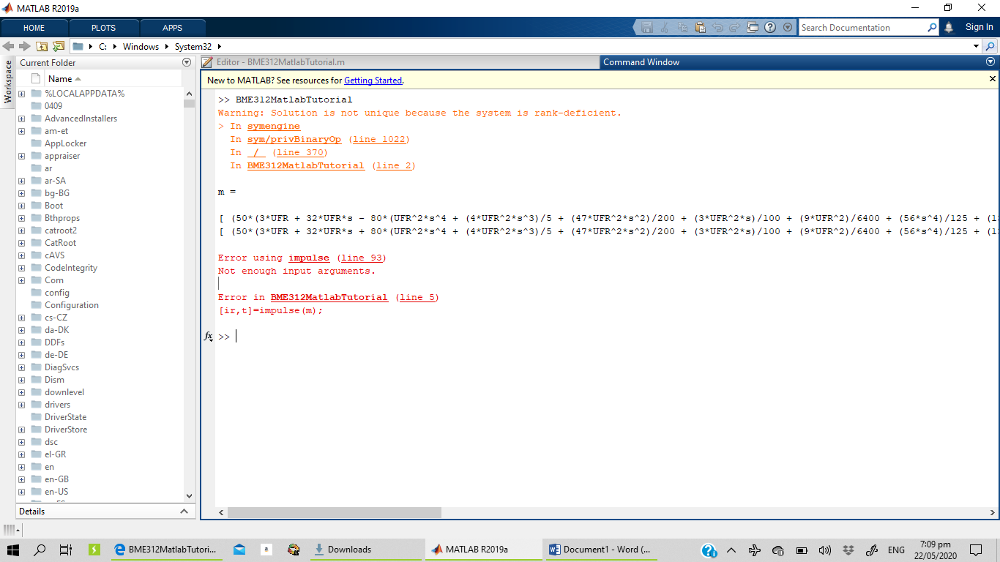 MATLAB R2019a
HOME PLOTS APPS Search Documentation Sign In
C: Windows System32
Workspace
Current Folder
Name
%LOCALAPPDATA%
0409
AdvancedInstallers
am-et
AppLocker
appraiser
ar
ar-SA
bg-BG
Boot
Bthprops
catroot2
CatRoot
cAVS
CodeIntegrity
Com
config
Configuration
cs-CZ
da-DK
DDFs
de-DE
DiagSvcs
Dism
downlevel
drivers
DriverState
DriverStore
dsc
el-GR
en
en-GB
en-US
Details
Editor - BME312MatlabTutorial.m
Command Window
New to MATLAB? See resources for Getting Started.
>> BME312MatlabTutorial
Warning: Solution is not unique because the system is rank-deficient.
> In symengine
In sym/privBinaryOp (line 1022)
In / (line 370)
In BME312MatlabTutorial (line 2)
m =
[ (50*(3*UFR + 32*UFR*s - 80*(UFR^2*s^4 + (4*UFR^2*s^3)/5 + (47*UFR^2*s^2)/200 + (3*UFR^2*s)/100 + (9*UFR^2)/6400 + (56*s^4)/125 +
[ (50*(3*UFR + 32*UFR*s + 80*(UFR^2*s^4 + (4*UFR^2*s^3)/5 + (47*UFR^2*s^2)/200 + (3*UFR^2*s)/100 + (9*UFR^2)/6400 + (56*s^4)/125 +
Error using impulse (line 93)
Not enough input arguments.
Error in BME312MatlabTutorial (line 5)
[ir,t]=impulse(m);
fx >>
BME312MatlabTutori... Downloads MATLAB R2019a Document1 - Word (... ENG 7:09 pm
22/05/2020